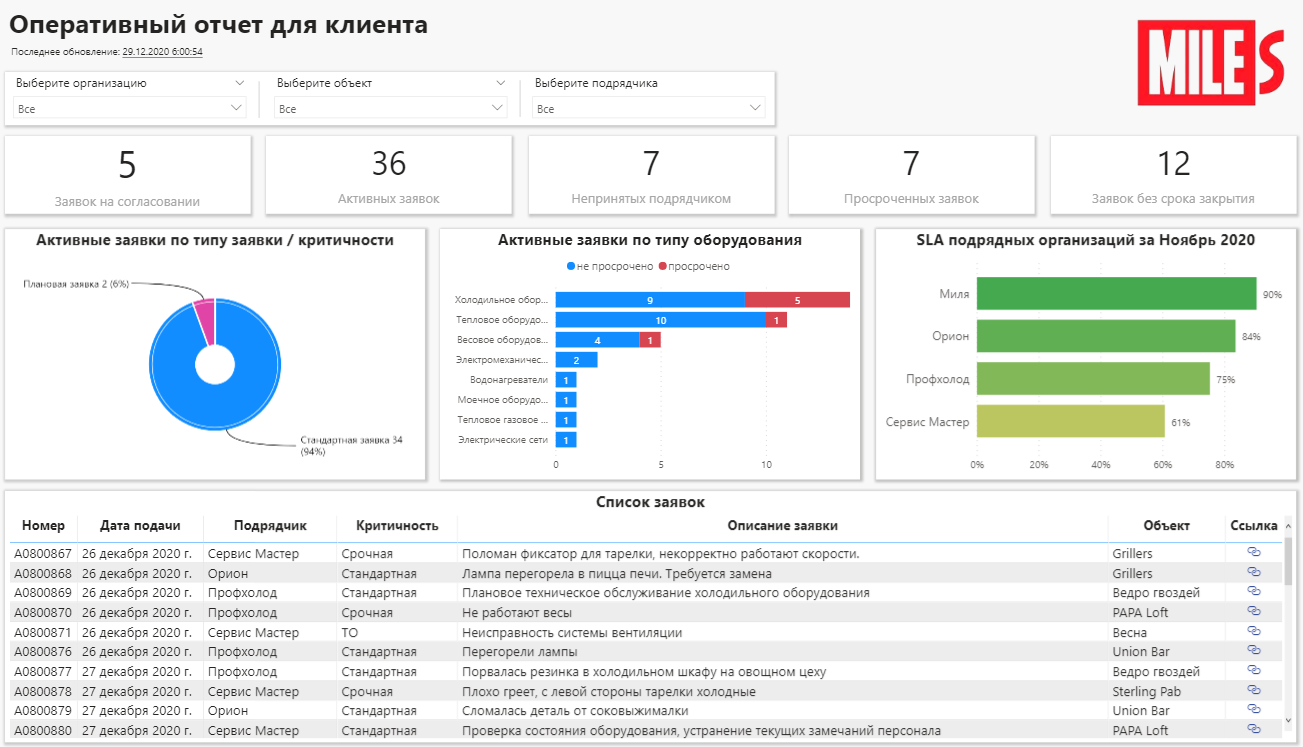 Оперативный отчет для клиента
Последнее обновление: 29.12.2020 6:00:54
MILES
Выберите организацию
Все
Выберите объект
Все
Выберите подрядчика
Все
5
Заявок на согласовании
36
Активных заявок
7
Непринятых подрядчиком
7
Просроченных заявок
12
Заявок без срока закрытия
Активные заявки по типу заявки / критичности
Плановая заявка 2 (6%)
Стандартная заявка 34
(94%)
Активные заявки по типу оборудования
не просрочено просрочено
Холодильное обор... 9 5
Тепловое оборудо... 10 1
Весовое оборудов... 4 1
Электромеханичес... 2
Водонагреватели 1
Моечное оборудо... 1
Тепловое газовое ... 1
Электрические сети 1
0 5 10
SLA подрядных организаций за Ноябрь 2020
Миля 90%
Орион 84%
Профхолод 75%
Сервис Мастер 61%
0% 20% 40% 60% 80%
Список заявок
Номер Дата подачи Подрядчик Критичность Описание заявки Объект Ссылка
A0800867 26 декабря 2020 г. Сервис Мастер Срочная Поломан фиксатор для тарелки, некорректно работают скорости. Grillers
A0800868 26 декабря 2020 г. Орион Стандартная Лампа перегорела в пицца печи. Требуется замена Grillers
A0800869 26 декабря 2020 г. Профхолод Стандартная Плановое техническое обслуживание холодильного оборудования Ведро гвоздей
A0800870 26 декабря 2020 г. Профхолод Срочная Не работают весы PAPA Loft
A0800871 26 декабря 2020 г. Сервис Мастер ТО Неисправность системы вентиляции Весна
A0800876 26 декабря 2020 г. Профхолод Стандартная Перегорели лампы Union Bar
A0800877 27 декабря 2020 г. Профхолод Стандартная Порвалась резинка в холодильном шкафу на овощном цеху Ведро гвоздей
A0800878 27 декабря 2020 г. Сервис Мастер Срочная Плохо греет, с левой стороны тарелки холодные Sterling Pab
A0800879 27 декабря 2020 г. Орион Стандартная Сломалась деталь от соковыжималки Union Bar
A0800880 27 декабря 2020 г. Сервис Мастер Стандартная Проверка состояния оборудования, устранение текущих замечаний персонала PAPA Loft